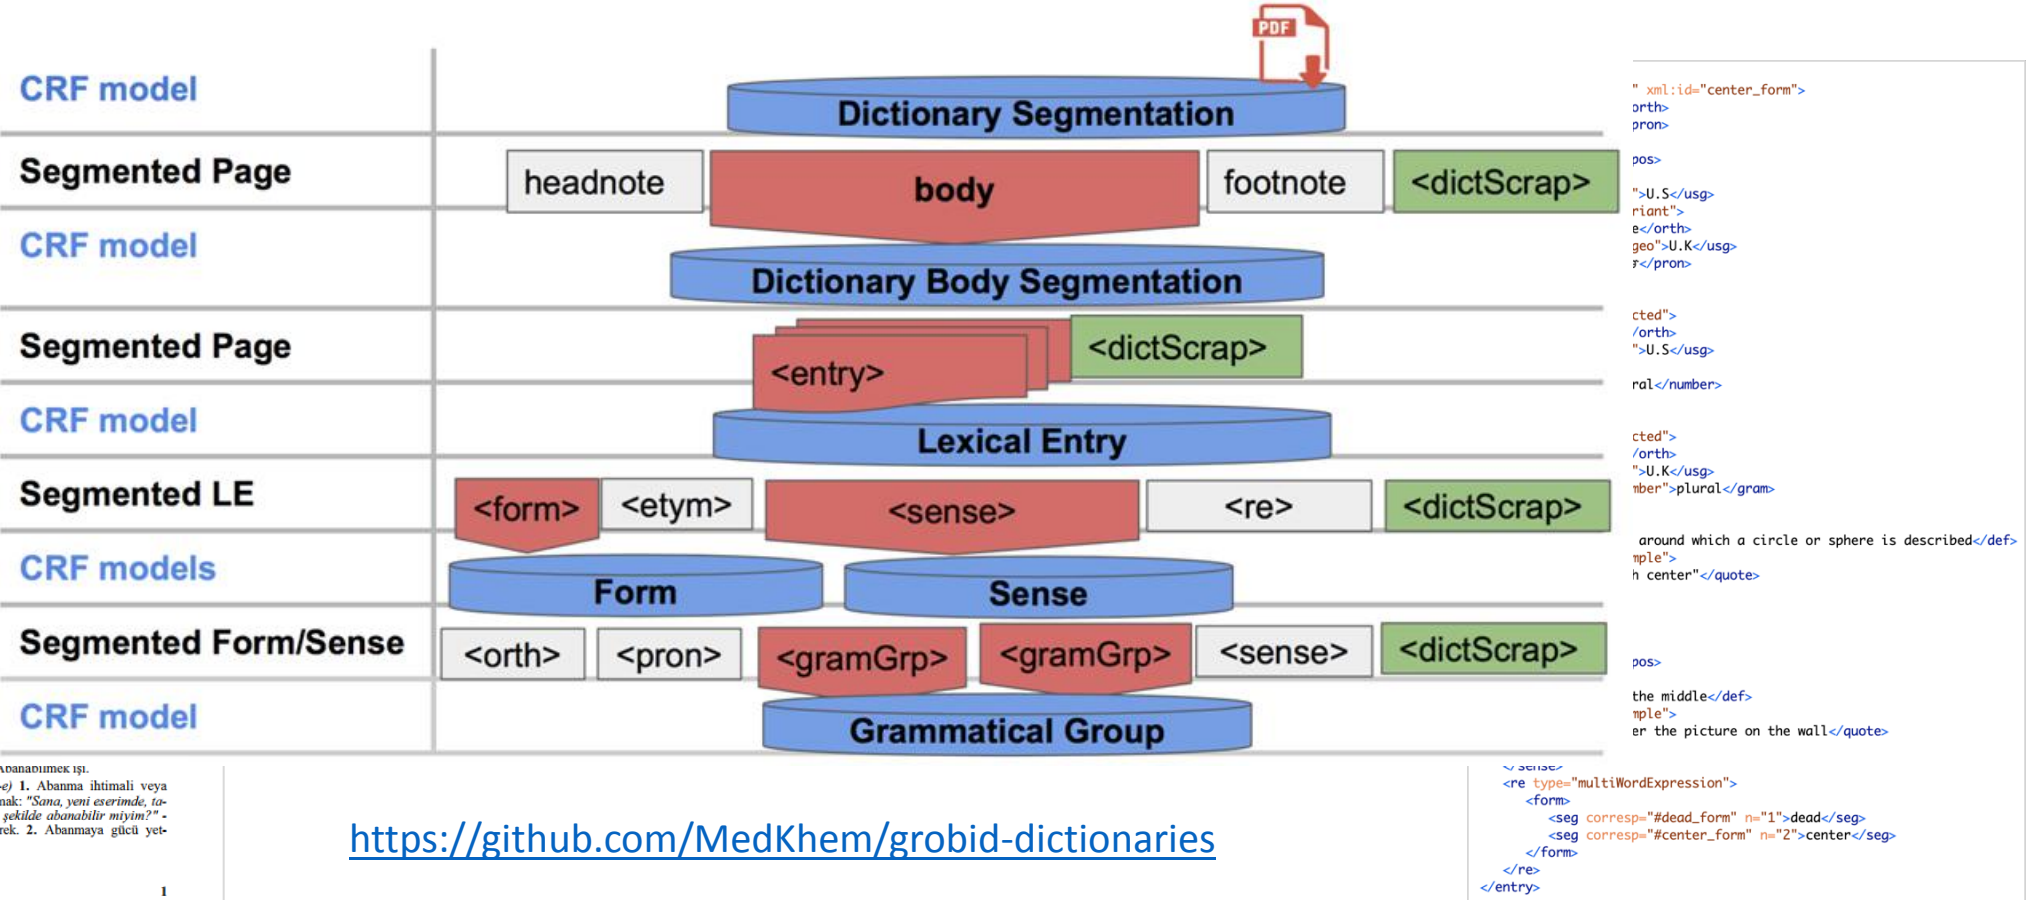 PDF
CRF model
Dictionary Segmentation
Segmented Page
headnote
body
footnote
<dictScrap>
CRF model
Dictionary Body Segmentation
Segmented Page
<entry>
<dictScrap>
CRF model
Lexical Entry
Segmented LE
<form>
<etym>
<sense>
<re>
<dictScrap>
CRF models
Form
Sense
Segmented Form/Sense
<orth>
<pron>
<gramGrp>
<gramGrp>
<sense>
<dictScrap>
CRF model
Grammatical Group
" xml:id="center_form">
orth>
pron>
pos>
">U.S</usg>
riant">
e</orth>
geo">U.K</usg>
</pron>
cted">
/orth>
">U.S</usg>
ral</number>
cted">
/orth>
">U.K</usg>
mber">plural</gram>
around which a circle or sphere is described</def>
mple">
h center"</quote>
pos>
the middle</def>
mple">
er the picture on the wall</quote>
</sense>
<re type="multiWordExpression">
<form>
<seg corresp="#dead_form" n="1">dead</seg>
<seg corresp="#center_form" n="2">center</seg>
</form>
</re>
</entry>
Abanabilmek işi.
-e) 1. Abanma ihtimali veya
nak: "Sana, yeni eserimde, ta-
şekilde abanabilir miyim?" -
rek. 2. Abanmaya gücü yet-
1
https://github.com/MedKhem/grobid-dictionaries